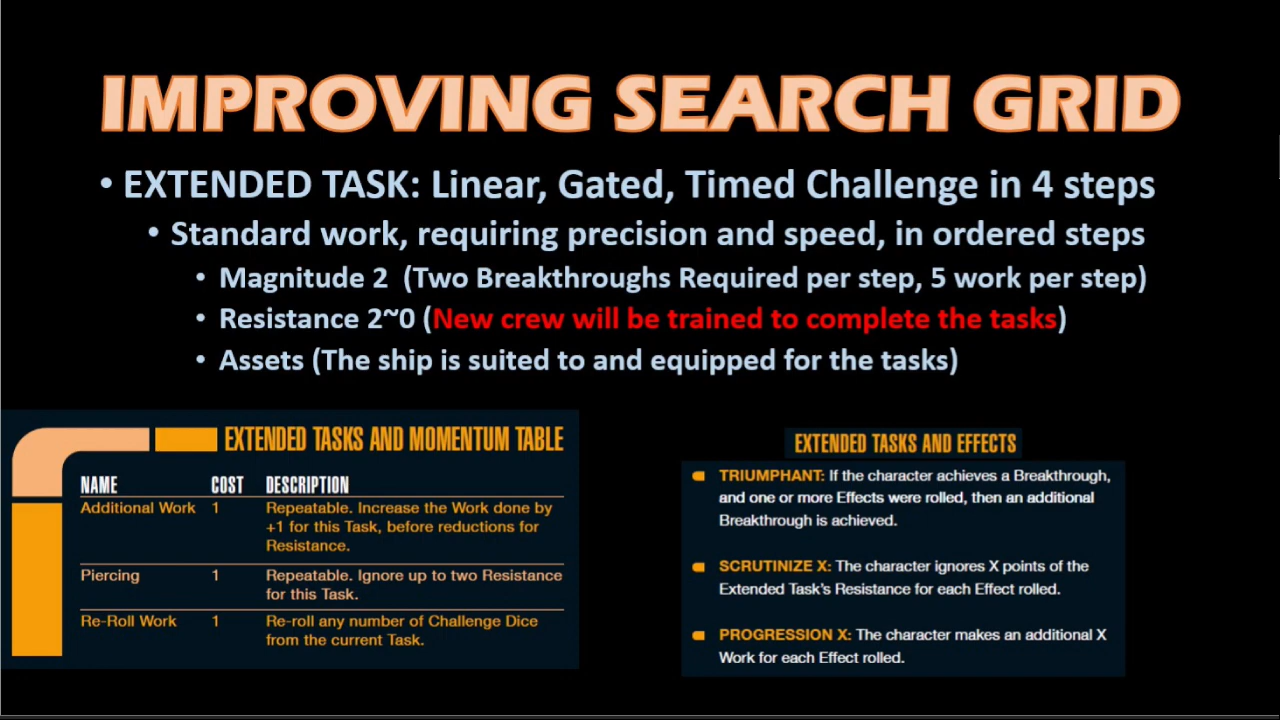 IMPROVING SEARCH GRID
• EXTENDED TASK: Linear, Gated, Timed Challenge in 4 steps
• Standard work, requiring precision and speed, in ordered steps
• Magnitude 2 (Two Breakthroughs Required per step, 5 work per step)
• Resistance 2~0 (New crew will be trained to complete the tasks)
• Assets (The ship is suited to and equipped for the tasks)
EXTENDED TASKS AND MOMENTUM TABLE
NAME COST DESCRIPTION
Additional Work 1 Repeatable. Increase the Work done by
+1 for this Task, before reductions for
Resistance.
Piercing 1 Repeatable. Ignore up to two Resistance
for this Task.
Re-Roll Work 1 Re-roll any number of Challenge Dice
from the current Task.
EXTENDED TASKS AND EFFECTS
TRIUMPHANT: If the character achieves a Breakthrough,
and one or more Effects were rolled, then an additional
Breakthrough is achieved.
SCRUTINIZE X: The character ignores X points of the
Extended Task's Resistance for each Effect rolled.
PROGRESSION X: The character makes an additional X
Work for each Effect rolled.